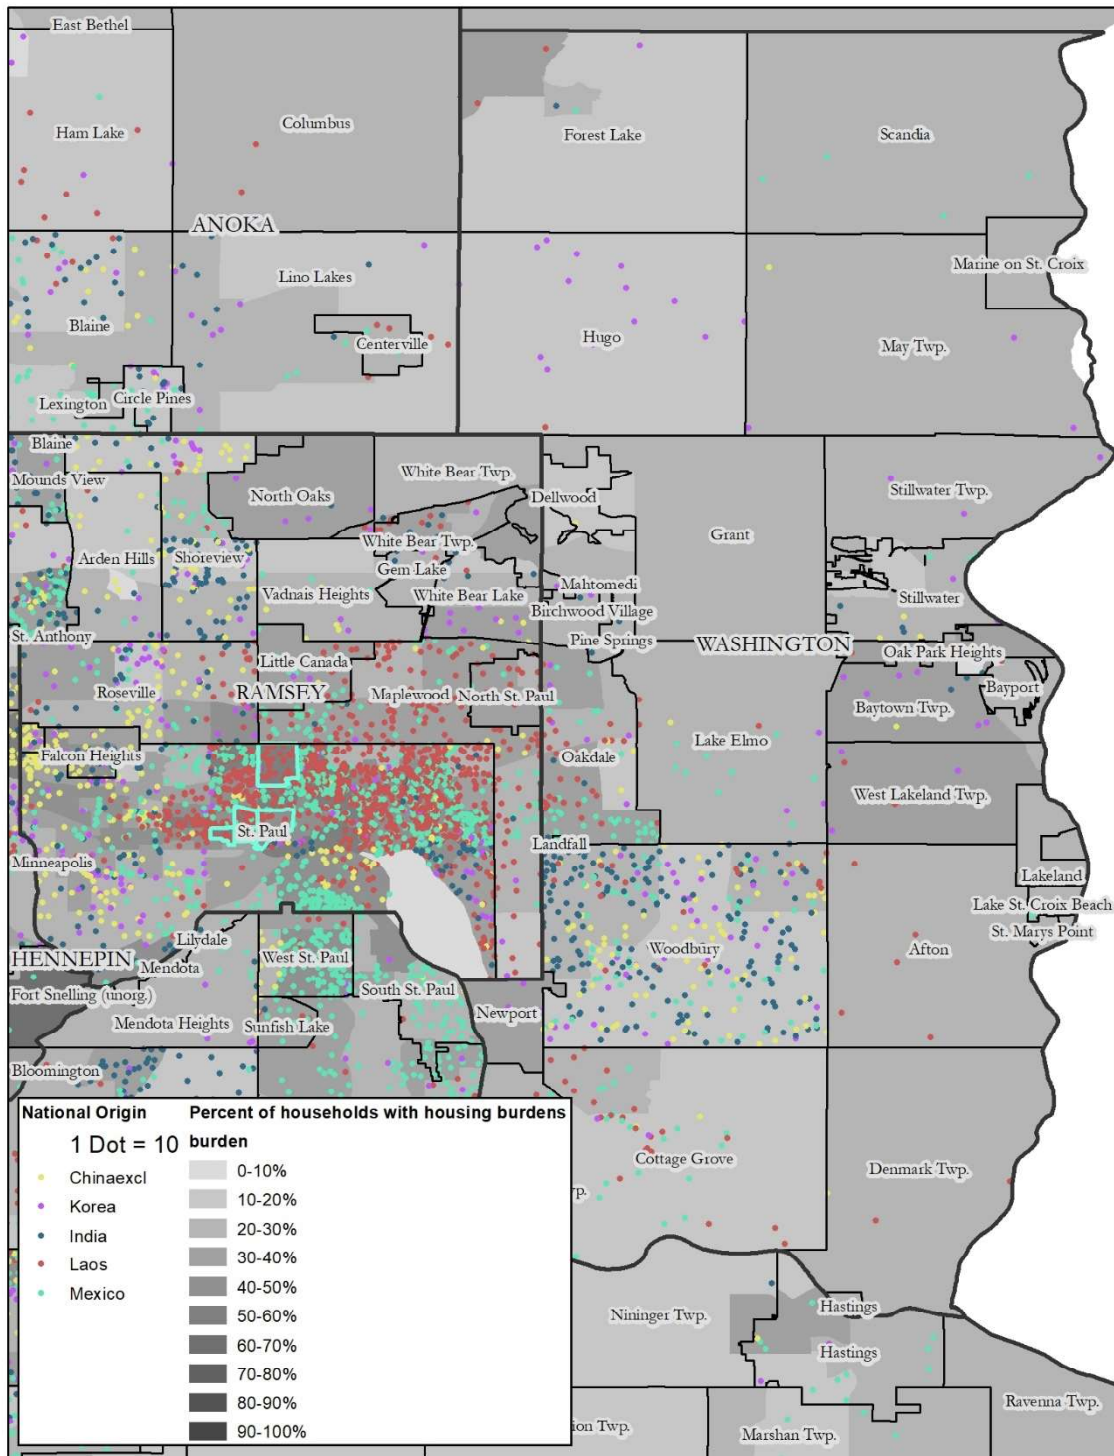 East Bethel
Ham Lake
Columbus
Forest Lake
Scandia
ANOKA
Lino Lakes
Marine on St. Croix
Blaine
Centerville
Hugo
May Twp.
Lexington
Circle Pines
Blaine
Mounds View
North Oaks
White Bear Twp.
Dellwood
Stillwater Twp.
Grant
Arden Hills
Shoreview
White Bear Twp.
Gem Lake
Vadnais Heights
White Bear Lake
Mahtomedi
Birchwood Village
Stillwater
St. Anthony
Pine Springs
WASHINGTON
Oak Park Heights
Little Canada
Roseville
RAMSEY
Maplewood
North St. Paul
Bayport
Baytown Twp.
Falcon Heights
Oakdale
Lake Elmo
West Lakeland Twp.
St. Paul
Landfall
Minneapolis
Lakeland
Lake St. Croix Beach
St. Marys Point
Lilydale
Woodbury
Afton
HENNEPIN
Mendota
West St. Paul
Fort Snelling (unorg.)
South St. Paul
Newport
Mendota Heights
Sunfish Lake
Bloomington
National Origin
1 Dot = 10
Chinaexcl
Korea
India
Laos
Mexico
Percent of households with housing burdens
burden
0-10%
10-20%
20-30%
30-40%
40-50%
50-60%
60-70%
70-80%
80-90%
90-100%
Cottage Grove
Denmark Twp.
wp.
Nininger Twp.
Hastings
Hastings
Ravenna Twp.
ion Twp.
Marshan Twp.